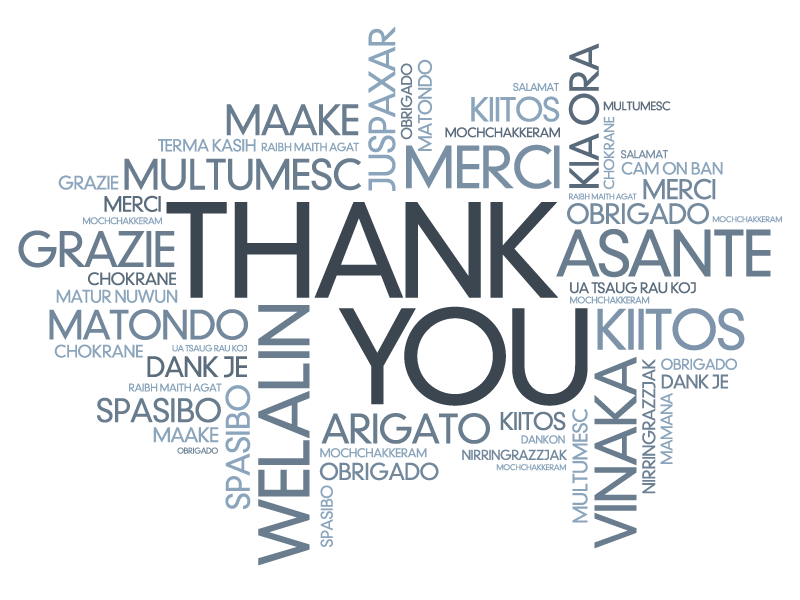 JUSPAXAR
OBRIGADO
MATONDO
SALAMAT
KIITOS
MOCHCHAKKERAM
KIA ORA
MULTUMESC
CHOKRANE
MAAKE
TERMA KASIH
RAIBH MAITH AGAT
GRAZIE
MULTUMESC
MERCI
SALAMAT
CAM ON BAN
RAIBH MAITH AGAT
MERCI
MERCI
MOCHCHAKKERAM
OBRIGADO
MOCHCHAKKERAM
THANK
GRAZIE
ASANTE
CHOKRANE
MATUR NUWUN
UA TSAUG RAU KOJ
MOCHCHAKKERAM
YOU
MATONDO
KIITOS
CHOKRANE
UA TSAUG RAU KOJ
DANK JE
RAIBH MAITH AGAT
SPASIBO
MAAKE
OBRIGADO
SPASIBO
WELALIN
SPASIBO
ARIGATO
MOCHCHAKKERAM
OBRIGADO
KIITOS
DANKON
NIRRINGRAZZJAK
MOCHCHAKKERAM
MULTUMESC
VINAKA
NIRRINGRAZZJAK
MAMANA
OBRIGADO
DANK JE